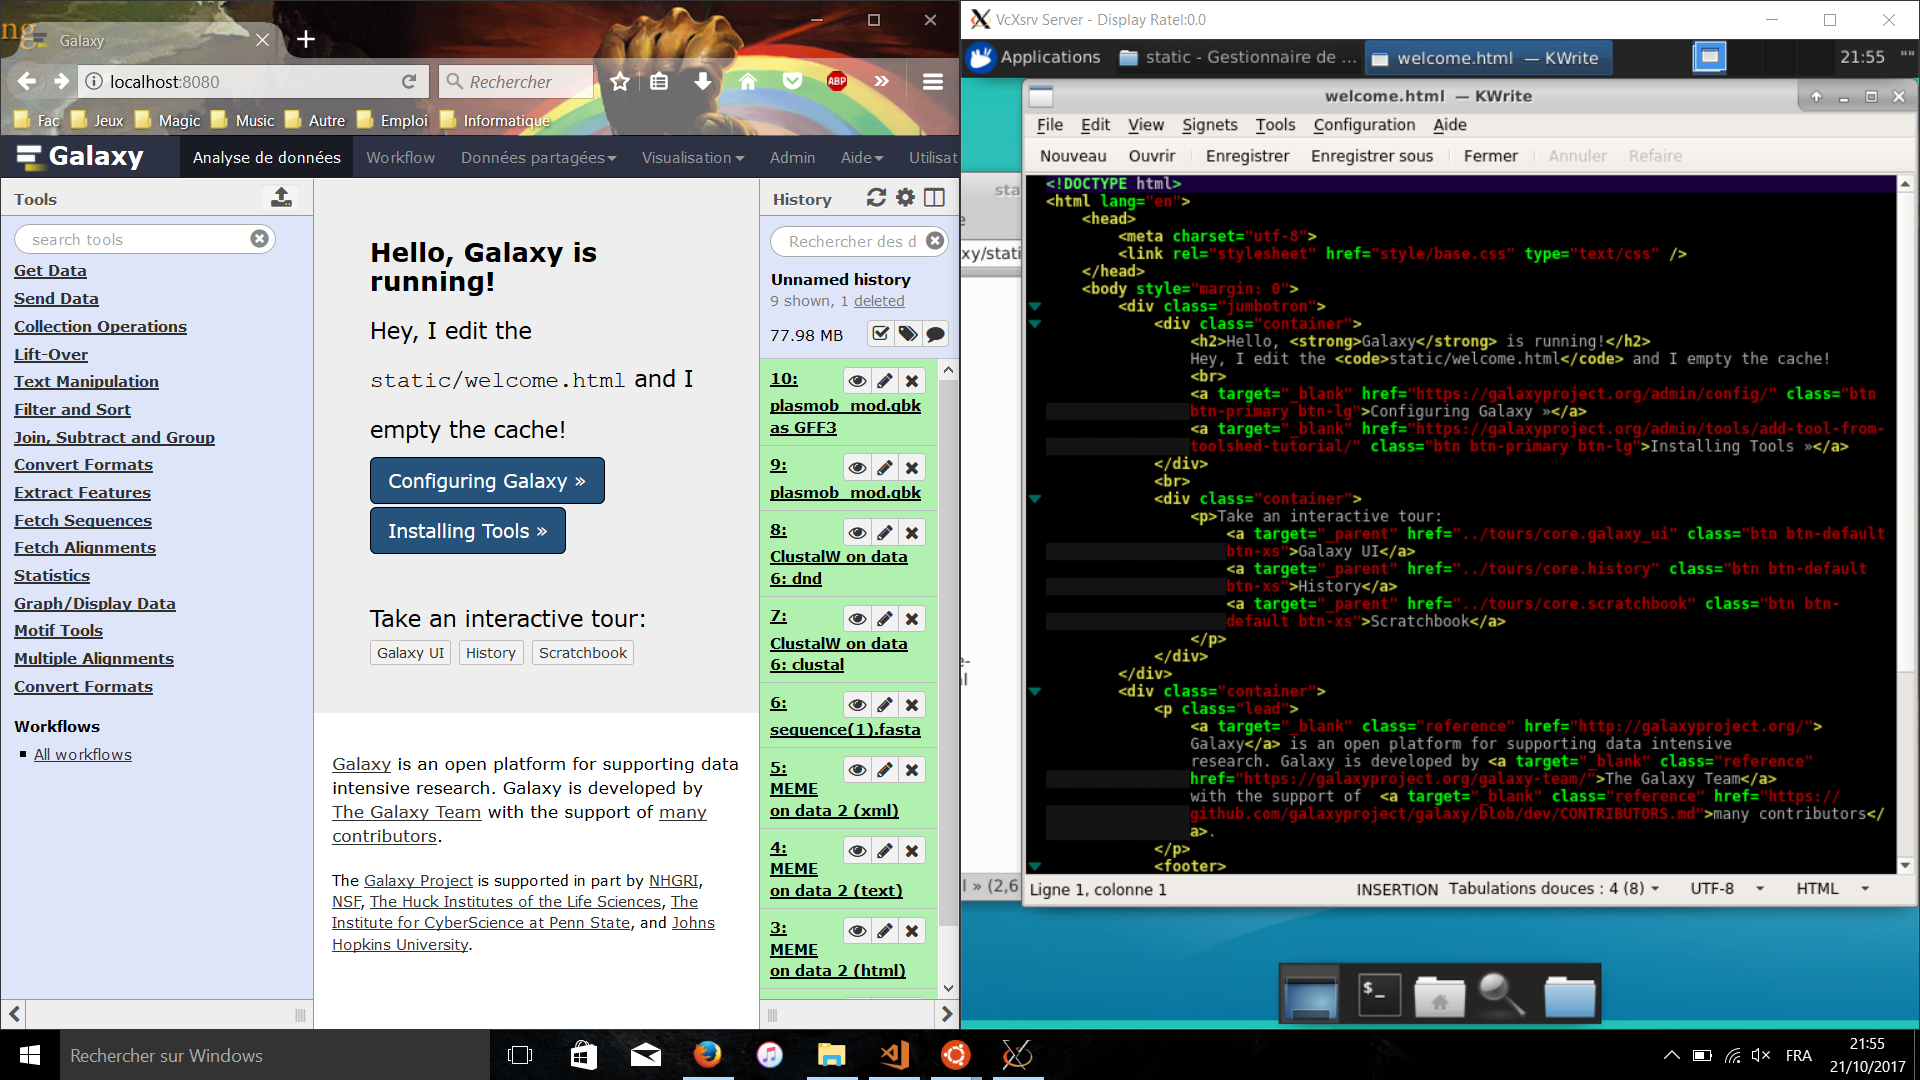 ng
Galaxy
localhost:8080
Rechercher
ABP
Fac
Jeux
Magic
Music
Autre
Emploi
Informatique
Galaxy
Analyse de données
Workflow
Données partagées
Visualisation
Admin
Aide
Utilisat
Tools
search tools
Get Data
Send Data
Collection Operations
Lift-Over
Text Manipulation
Filter and Sort
Join, Subtract and Group
Convert Formats
Extract Features
Fetch Sequences
Fetch Alignments
Statistics
Graph/Display Data
Motif Tools
Multiple Alignments
Convert Formats
Workflows
All workflows
Hello, Galaxy is
running!
Hey, I edit the
static/welcome.html and I
empty the cache!
Configuring Galaxy »
Installing Tools »
Take an interactive tour:
Galaxy UI
History
Scratchbook
Galaxy is an open platform for supporting data
intensive research. Galaxy is developed by
The Galaxy Team with the support of many
contributors.
The Galaxy Project is supported in part by NHGRI,
NSF, The Huck Institutes of the Life Sciences, The
Institute for CyberScience at Penn State, and Johns
Hopkins University.
History
Rechercher des d
Unnamed history
9 shown, 1 deleted
77.98 MB
10:
plasmob_mod.gbk
as GFF3
9:
plasmob_mod.gbk
8:
ClustalW on data
6: dnd
7:
ClustalW on data
6: clustal
6:
sequence(1).fasta
5:
MEME
on data 2 (xml)
4:
MEME
on data 2 (text)
3:
MEME
on data 2 (html)
VcXsrv Server - Display Ratel:0.0
Applications
static - Gestionnaire de ...
welcome.html — KWrite
21:55
""
welcome.html — KWrite
File Edit View Signets Tools Configuration Aide
Nouveau Ouvrir Enregistrer Enregistrer sous Fermer Annuler Refaire
<!DOCTYPE html>
<html lang="en">
<head>
<meta charset="utf-8">
<link rel="stylesheet" href="style/base.css" type="text/css" />
</head>
<body style="margin: 0">
<div class="jumbotron">
<div class="container">
<h2>Hello, <strong>Galaxy</strong> is running!</h2>
Hey, I edit the <code>static/welcome.html</code> and I empty the cache!
<br>
<a target="_blank" href="https://galaxyproject.org/admin/config/" class="btn
btn-primary btn-lg">Configuring Galaxy »</a>
<a target="_blank" href="https://galaxyproject.org/admin/tools/add-tool-from-
toolshed-tutorial/" class="btn btn-primary btn-lg">Installing Tools »</a>
</div>
<br>
<div class="container">
<p>Take an interactive tour:
<a target="_parent" href="../tours/core.galaxy_ui" class="btn btn-default
btn-xs">Galaxy UI</a>
<a target="_parent" href="../tours/core.history" class="btn btn-default
btn-xs">History</a>
<a target="_parent" href="../tours/core.scratchbook" class="btn btn-
default btn-xs">Scratchbook</a>
</p>
</div>
</div>
<div class="container">
<p class="lead">
<a target="_blank" class="reference" href="http://galaxyproject.org/">
Galaxy</a> is an open platform for supporting data intensive
research. Galaxy is developed by <a target="_blank" class="reference"
href="https://galaxyproject.org/galaxy-team/">The Galaxy Team</a>
with the support of <a target="_blank" class="reference" href="https://
github.com/galaxyproject/galaxy/blob/dev/CONTRIBUTORS.md">many contributors</
a>.
</p>
<footer>
Ligne 1, colonne 1
INSERTION
Tabulations douces : 4 (8)
UTF-8
HTML
sta
xy/stati
e-
l » (2,6
$_
Rechercher sur Windows
FRA
21:55
21/10/2017